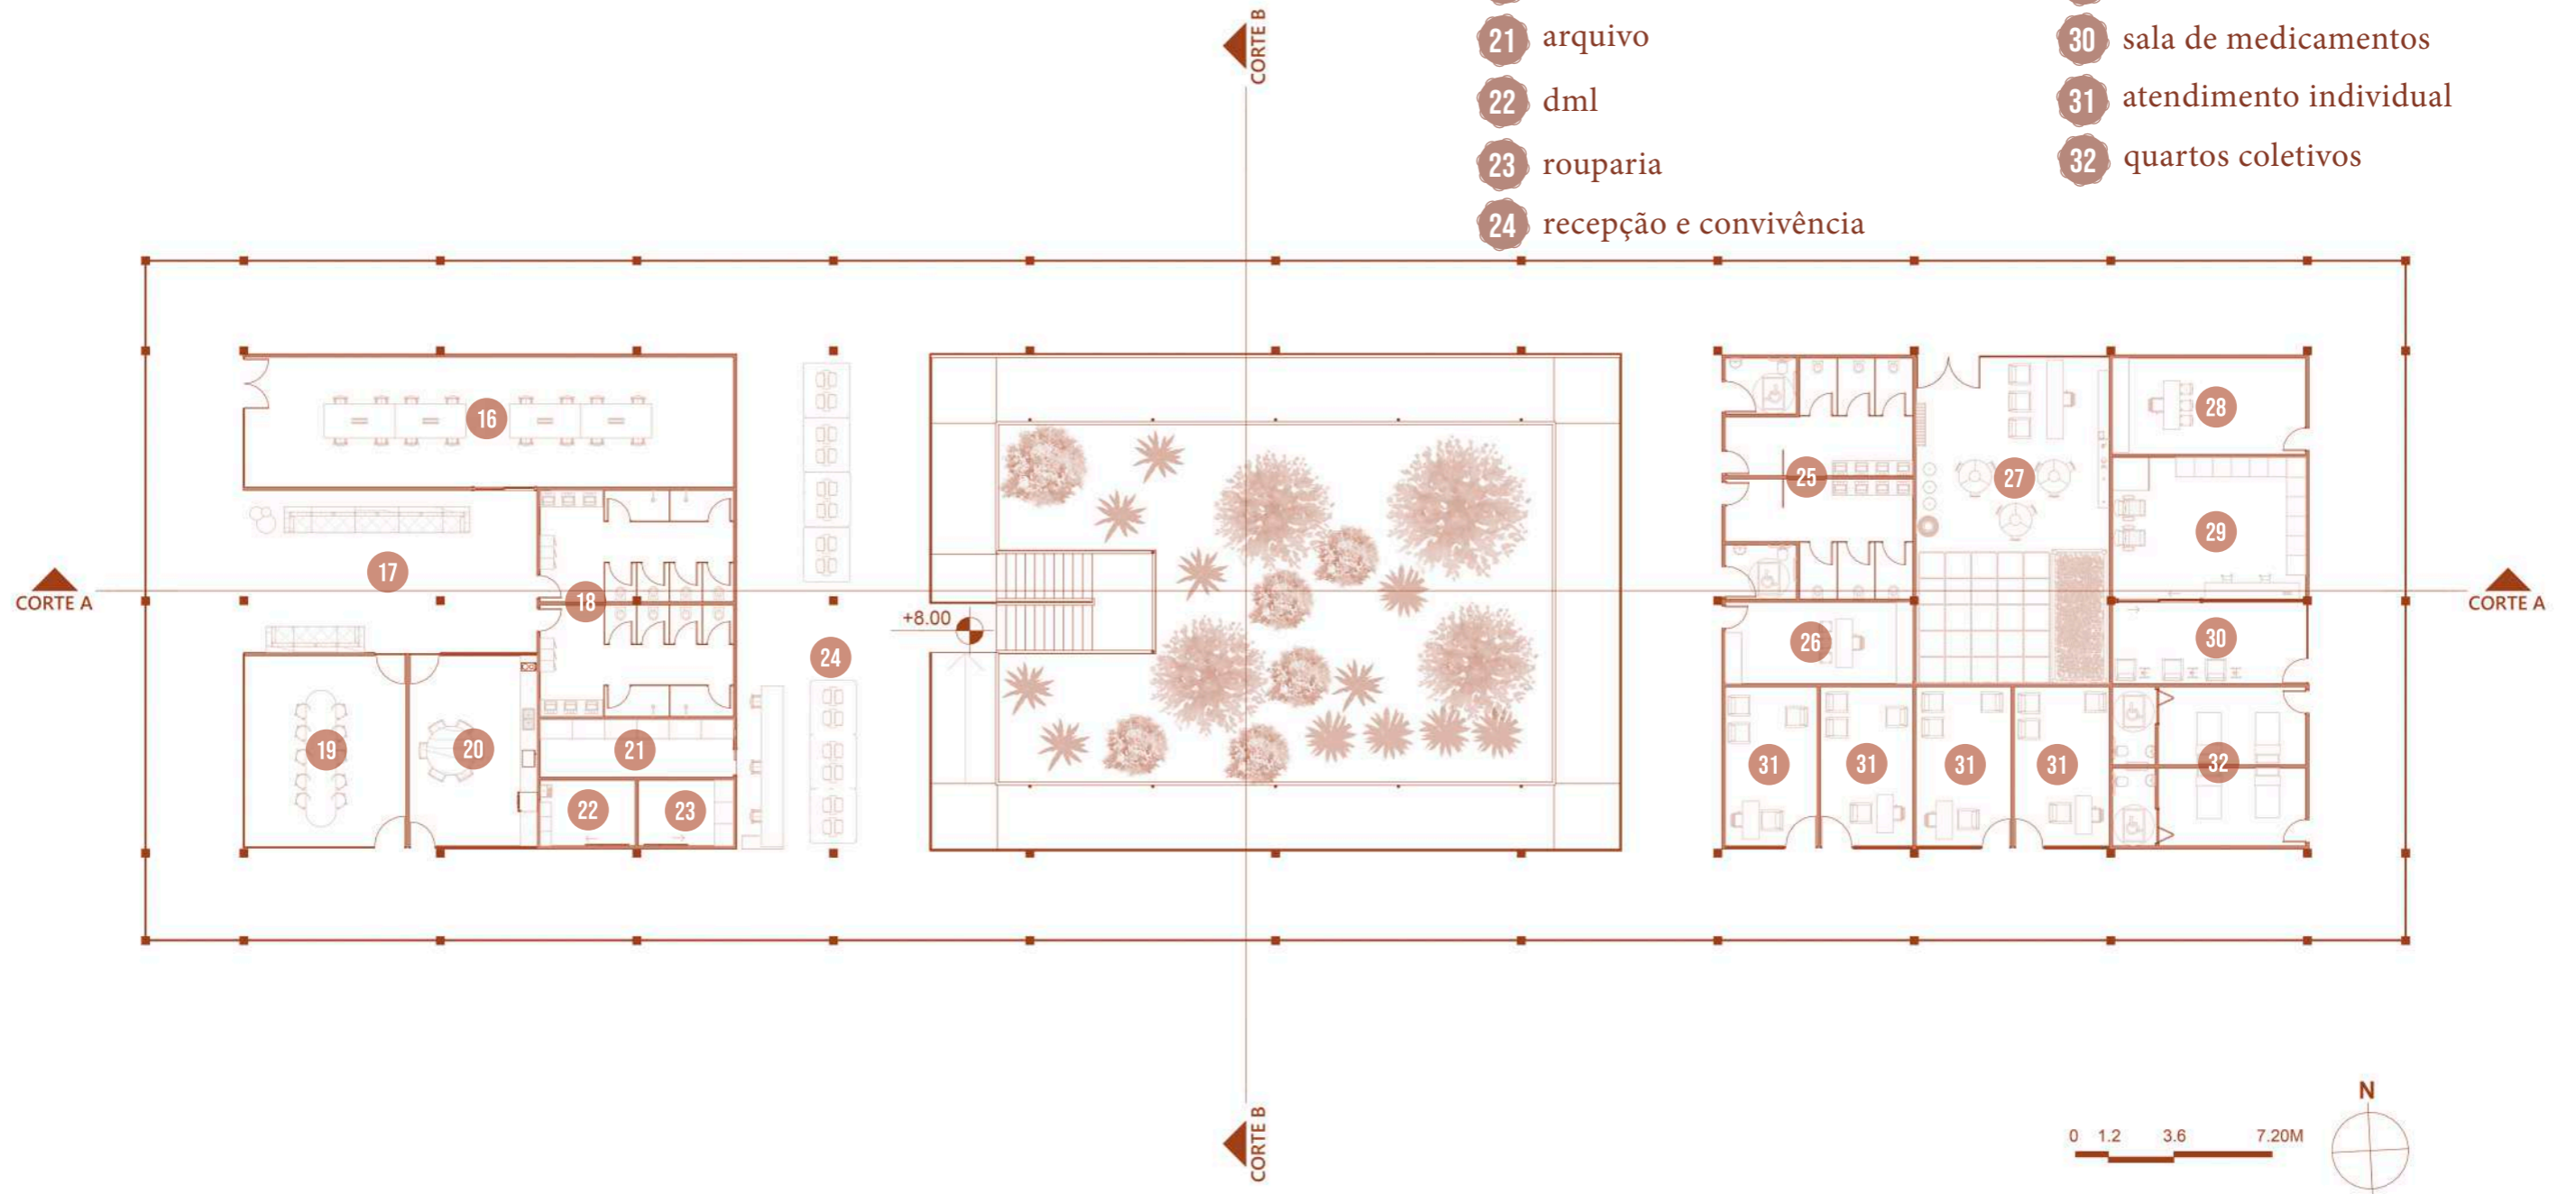 CORTE B
21 arquivo
22 dml
23 rouparia
24 recepção e convivência
30 sala de medicamentos
31 atendimento individual
32 quartos coletivos
16
17
18
19
20
21
22
23
24
+8.00
25
26
27
28
29
30
31
31
31
31
32
CORTE A
CORTE A
CORTE B
N
0 1.2 3.6 7.20M